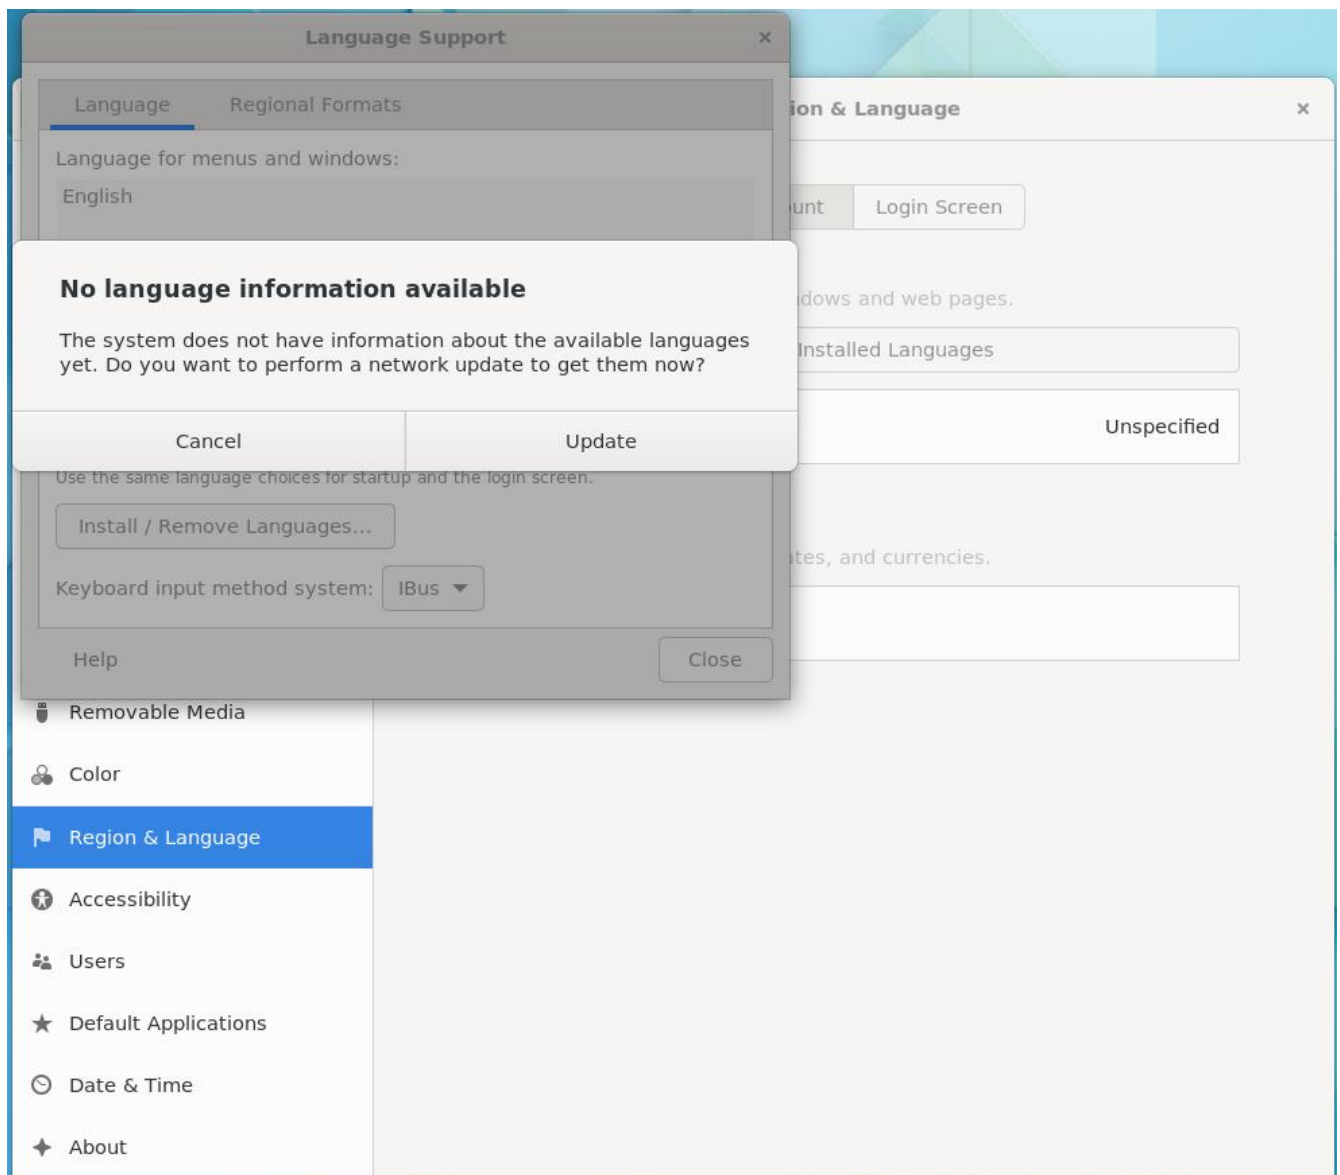 Language Support
Language
Regional Formats
Language for menus and windows:
English
No language information available
The system does not have information about the available languages
yet. Do you want to perform a network update to get them now?
Cancel
Update
Use the same language choices for startup and the login screen.
Install / Remove Languages...
Keyboard input method system:
IBus
Help
Close
& Language
Login Screen
and web pages.
Installed Languages
Unspecified
and currencies.
Removable Media
Color
Region & Language
Accessibility
Users
Default Applications
Date & Time
About